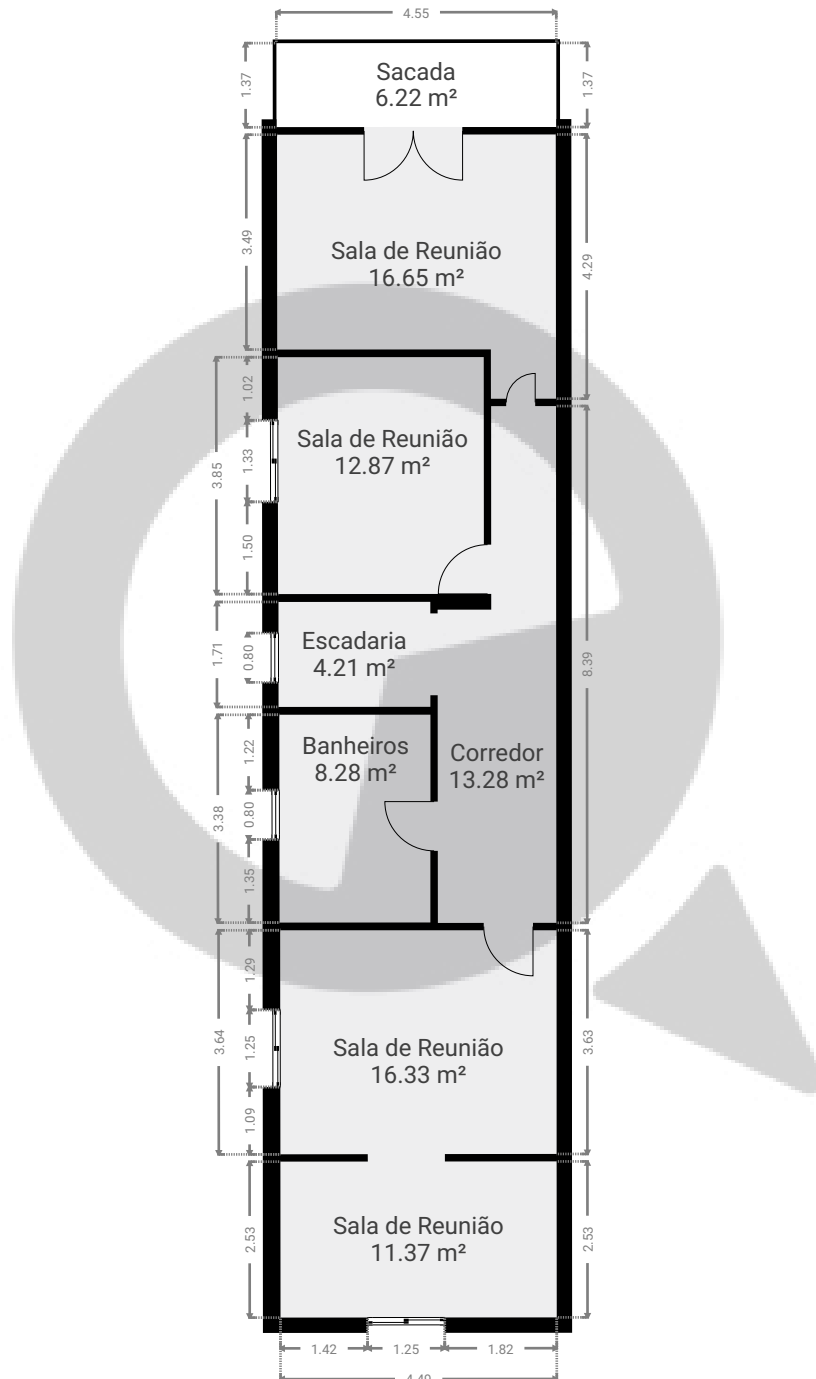 4.55
1.37
Sacada
6.22 m²
1.37
3.49
Sala de Reunião
16.65 m²
4.29
1.02
3.85
1.33
Sala de Reunião
12.87 m²
1.50
1.71
0.80
Escadaria
4.21 m²
8.39
3.38
1.22
0.80
1.35
Banheiros
8.28 m²
Corredor
13.28 m²
3.64
1.29
1.25
1.09
Sala de Reunião
16.33 m²
3.63
2.53
Sala de Reunião
11.37 m²
2.53
1.42
1.25
1.82
4.49